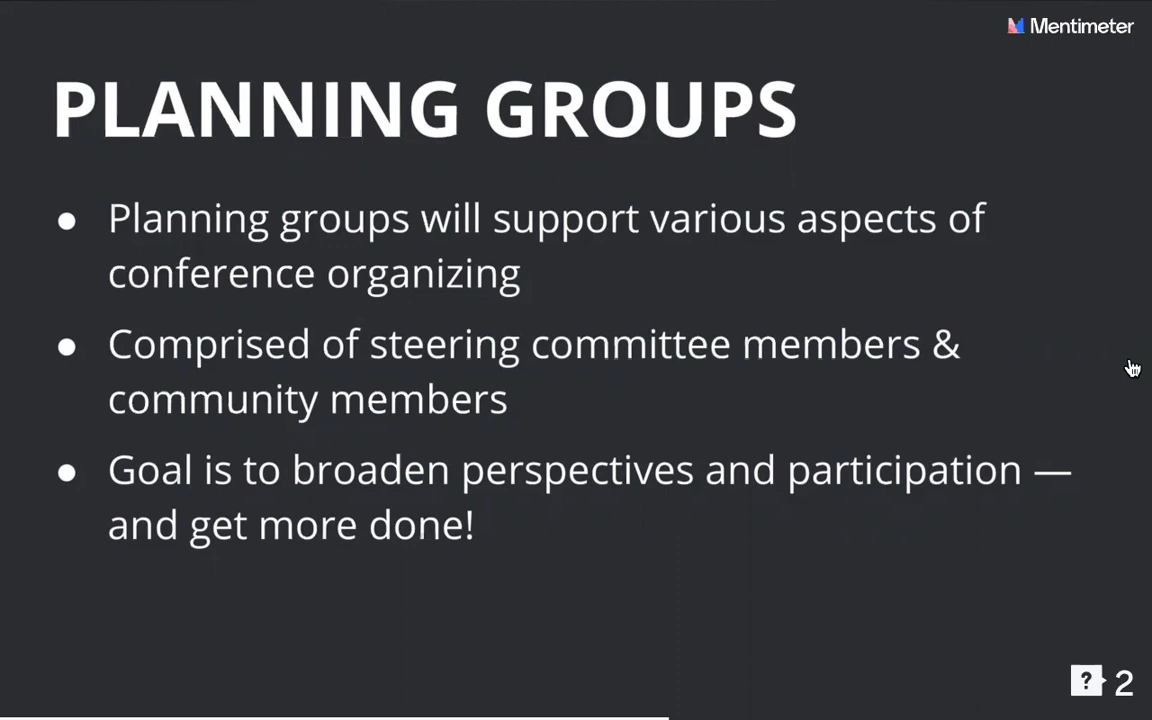 Mentimeter
PLANNING GROUPS
● Planning groups will support various aspects of
conference organizing
● Comprised of steering committee members &
community members
● Goal is to broaden perspectives and participation —
and get more done!
? 2